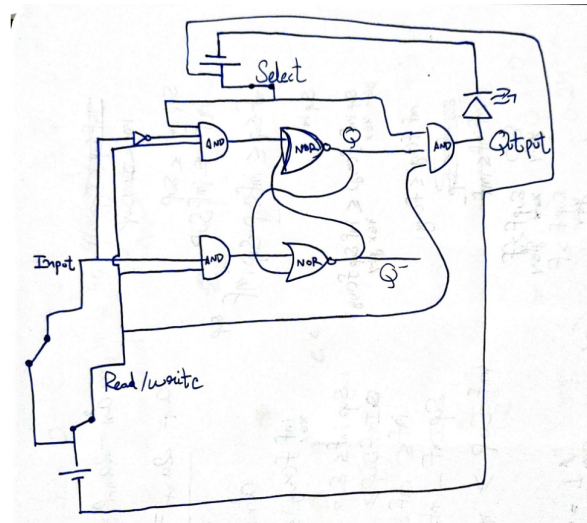 Select
AND
NOR
Q
AND
Output
Input
AND
NOR
Q̄
Read/write